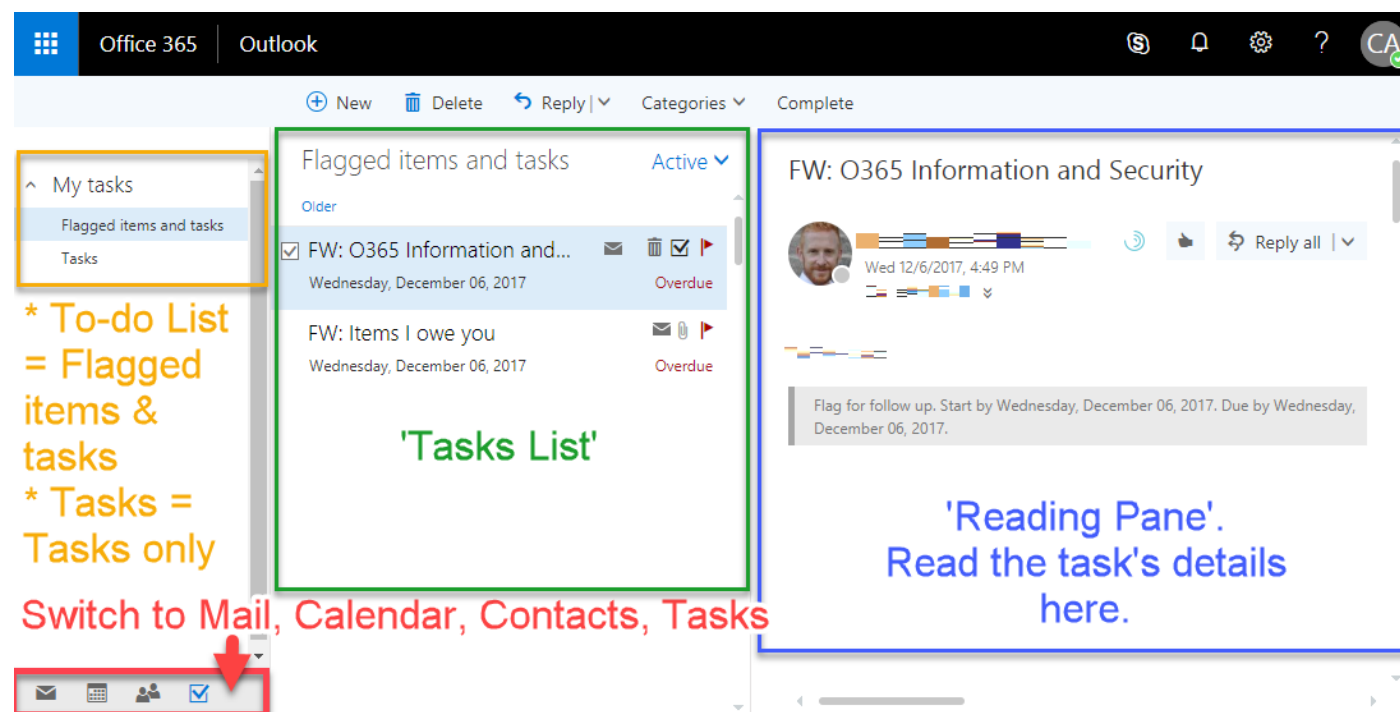 Office 365 Outlook
CA
New Delete Reply Categories Complete
My tasks
Flagged items and tasks
Tasks
* To-do List
= Flagged
items &
tasks
* Tasks =
Tasks only
Flagged items and tasks Active
Older
FW: O365 Information and...
Wednesday, December 06, 2017 Overdue
FW: Items I owe you
Wednesday, December 06, 2017 Overdue
'Tasks List'
FW: O365 Information and Security
Reply all
Wed 12/6/2017, 4:49 PM
Flag for follow up. Start by Wednesday, December 06, 2017. Due by Wednesday,
December 06, 2017.
'Reading Pane'.
Read the task's details
here.
Switch to Mail, Calendar, Contacts, Tasks